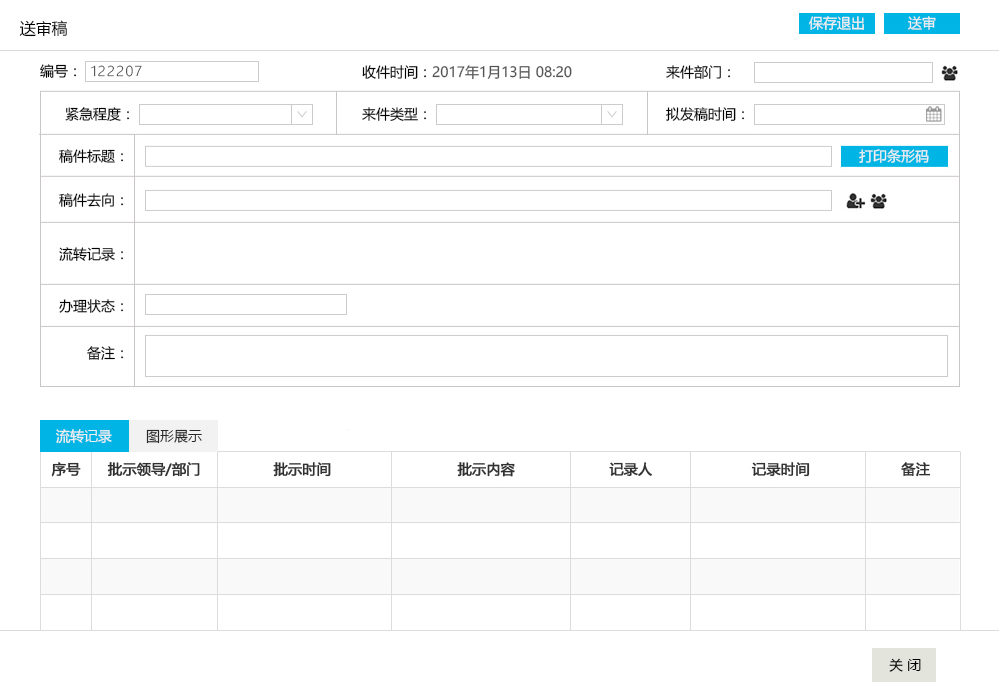 送审稿 保存退出 送审
编号： 122207 收件时间：2017年1月13日 08:20 来件部门：
紧急程度： 来件类型： 拟发稿时间：
稿件标题： 打印条形码
稿件去向：
流转记录：
办理状态：
备注：
流转记录 图形展示
序号 批示领导/部门 批示时间 批示内容 记录人 记录时间 备注
关 闭